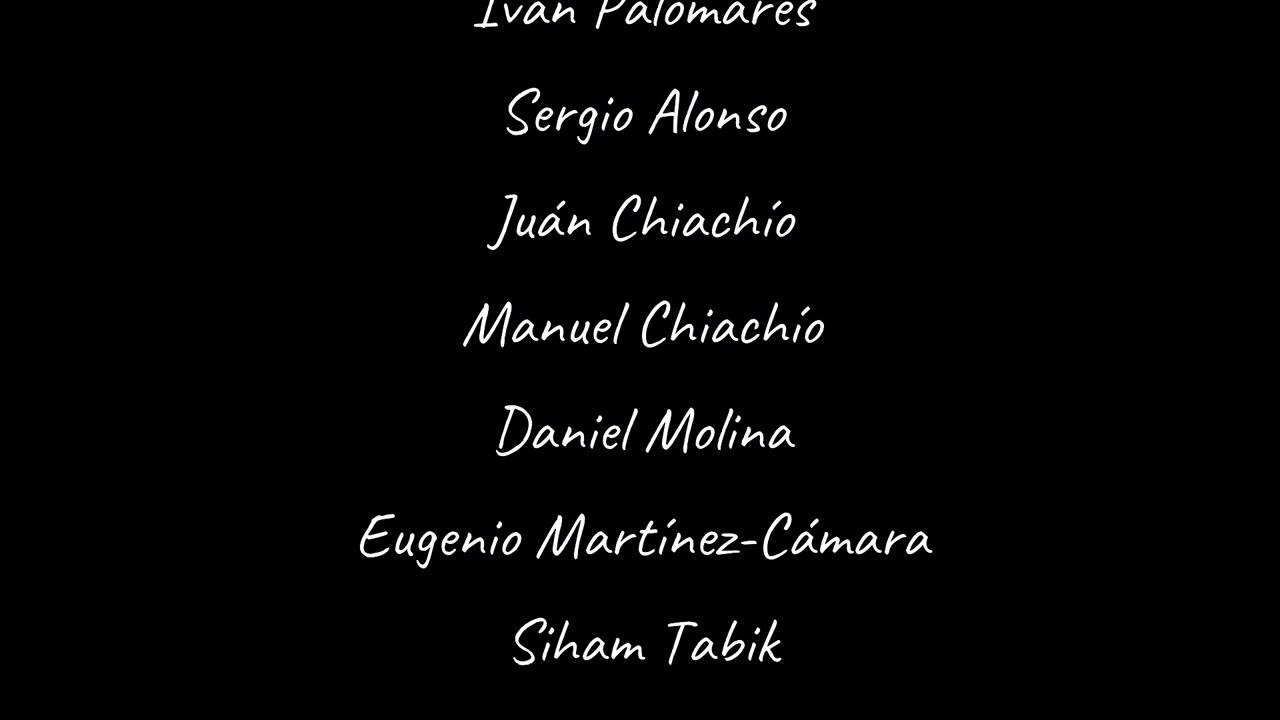 Iván Palomares
Sergio Alonso
Juán Chiachío
Manuel Chiachío
Daniel Molina
Eugenio Martínez-Cámara
Siham Tabik